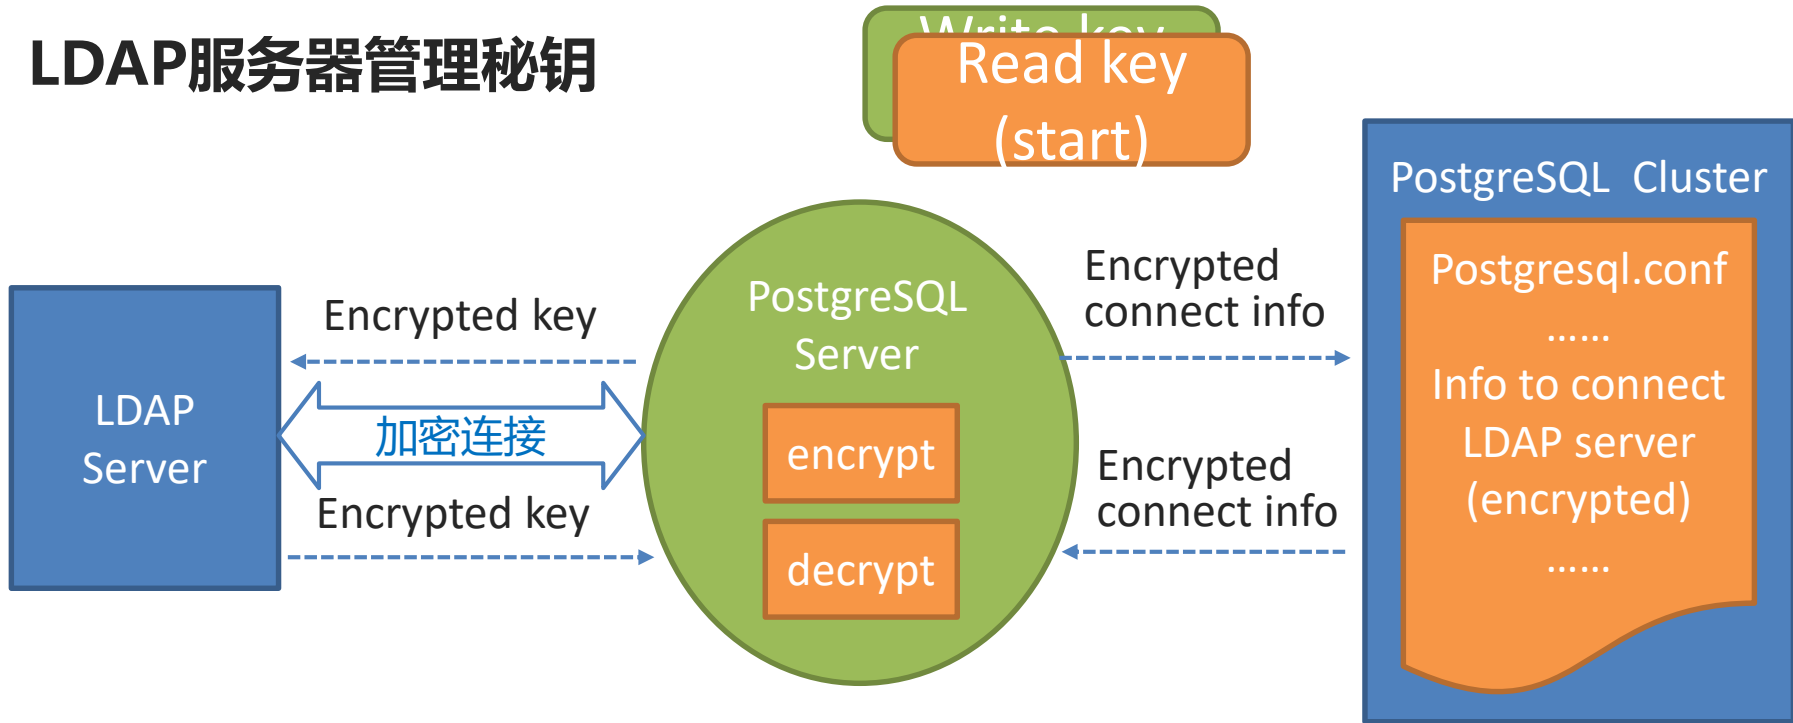 LDAP服务器管理秘钥
Write key
Read key
(start)
PostgreSQL Cluster
Postgresql.conf
……
Info to connect
LDAP server
(encrypted)
……
Encrypted
connect info
Encrypted
connect info
PostgreSQL
Server
encrypt
decrypt
Encrypted key
加密连接
Encrypted key
LDAP
Server